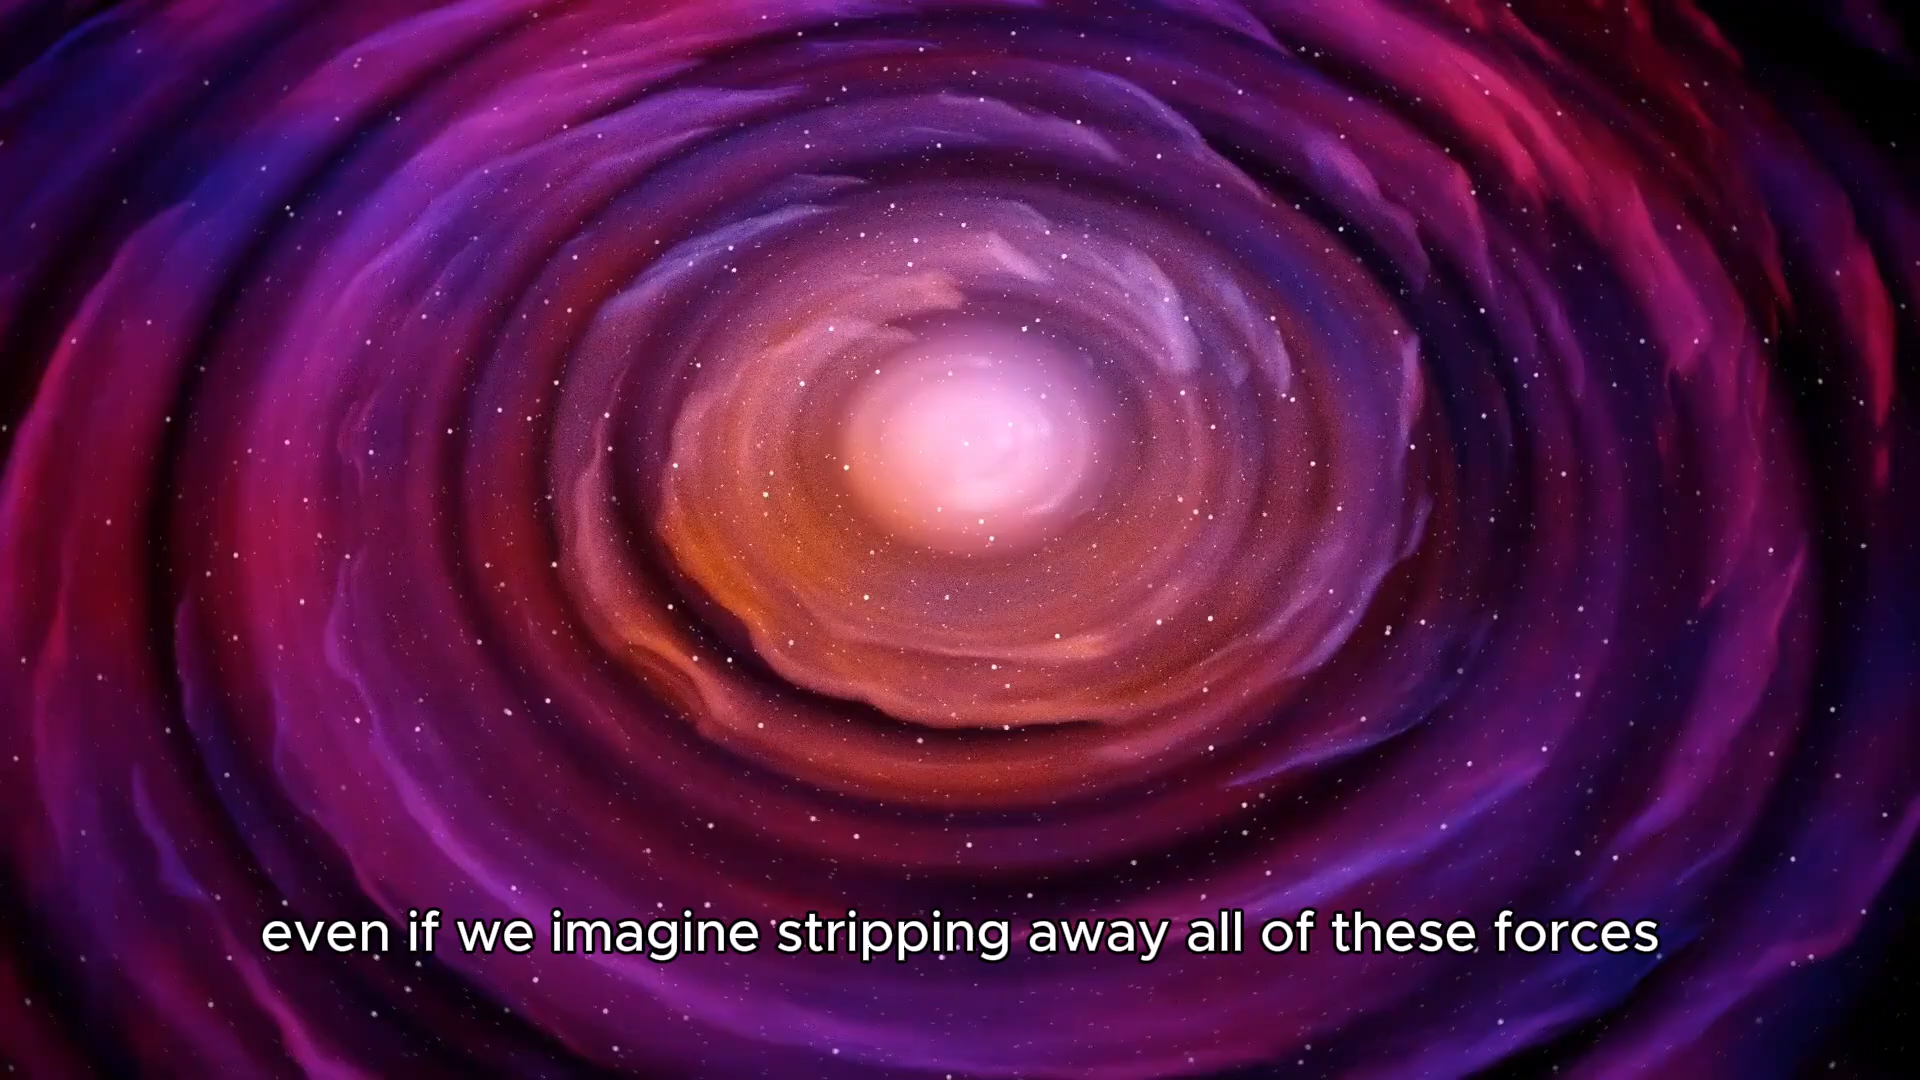 even if we imagine stripping away all of these forces